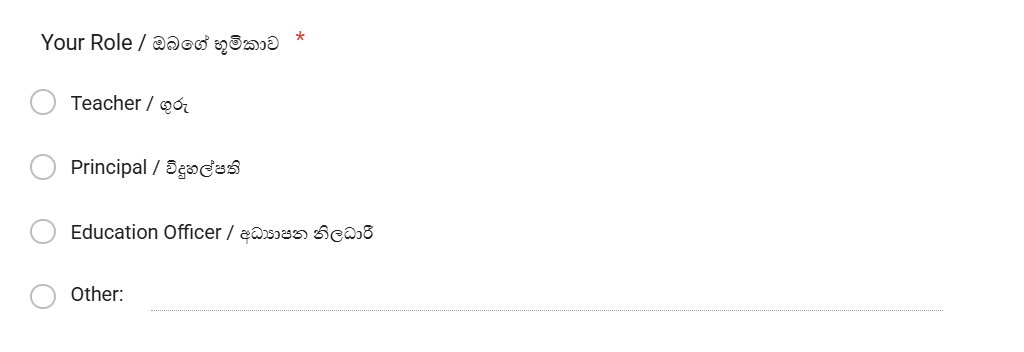 Your Role / ඔබගේ භූමිකාව *
Teacher / ගුරු
Principal / විදුහල්පති
Education Officer / අධ්‍යාපන නිලධාරී
Other: